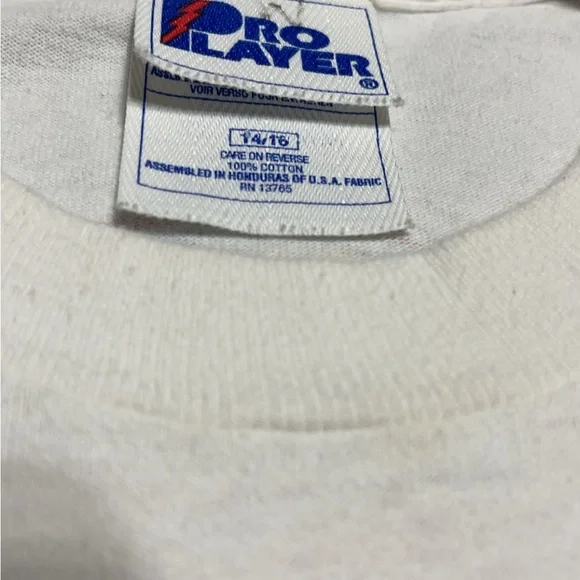 PRO
PLAYER
®
VOIR VERSO POUR ENTRETIEN
14/16
CARE ON REVERSE
100% COTTON
ASSEMBLED IN HONDURAS OF U.S.A. FABRIC
RN 13765